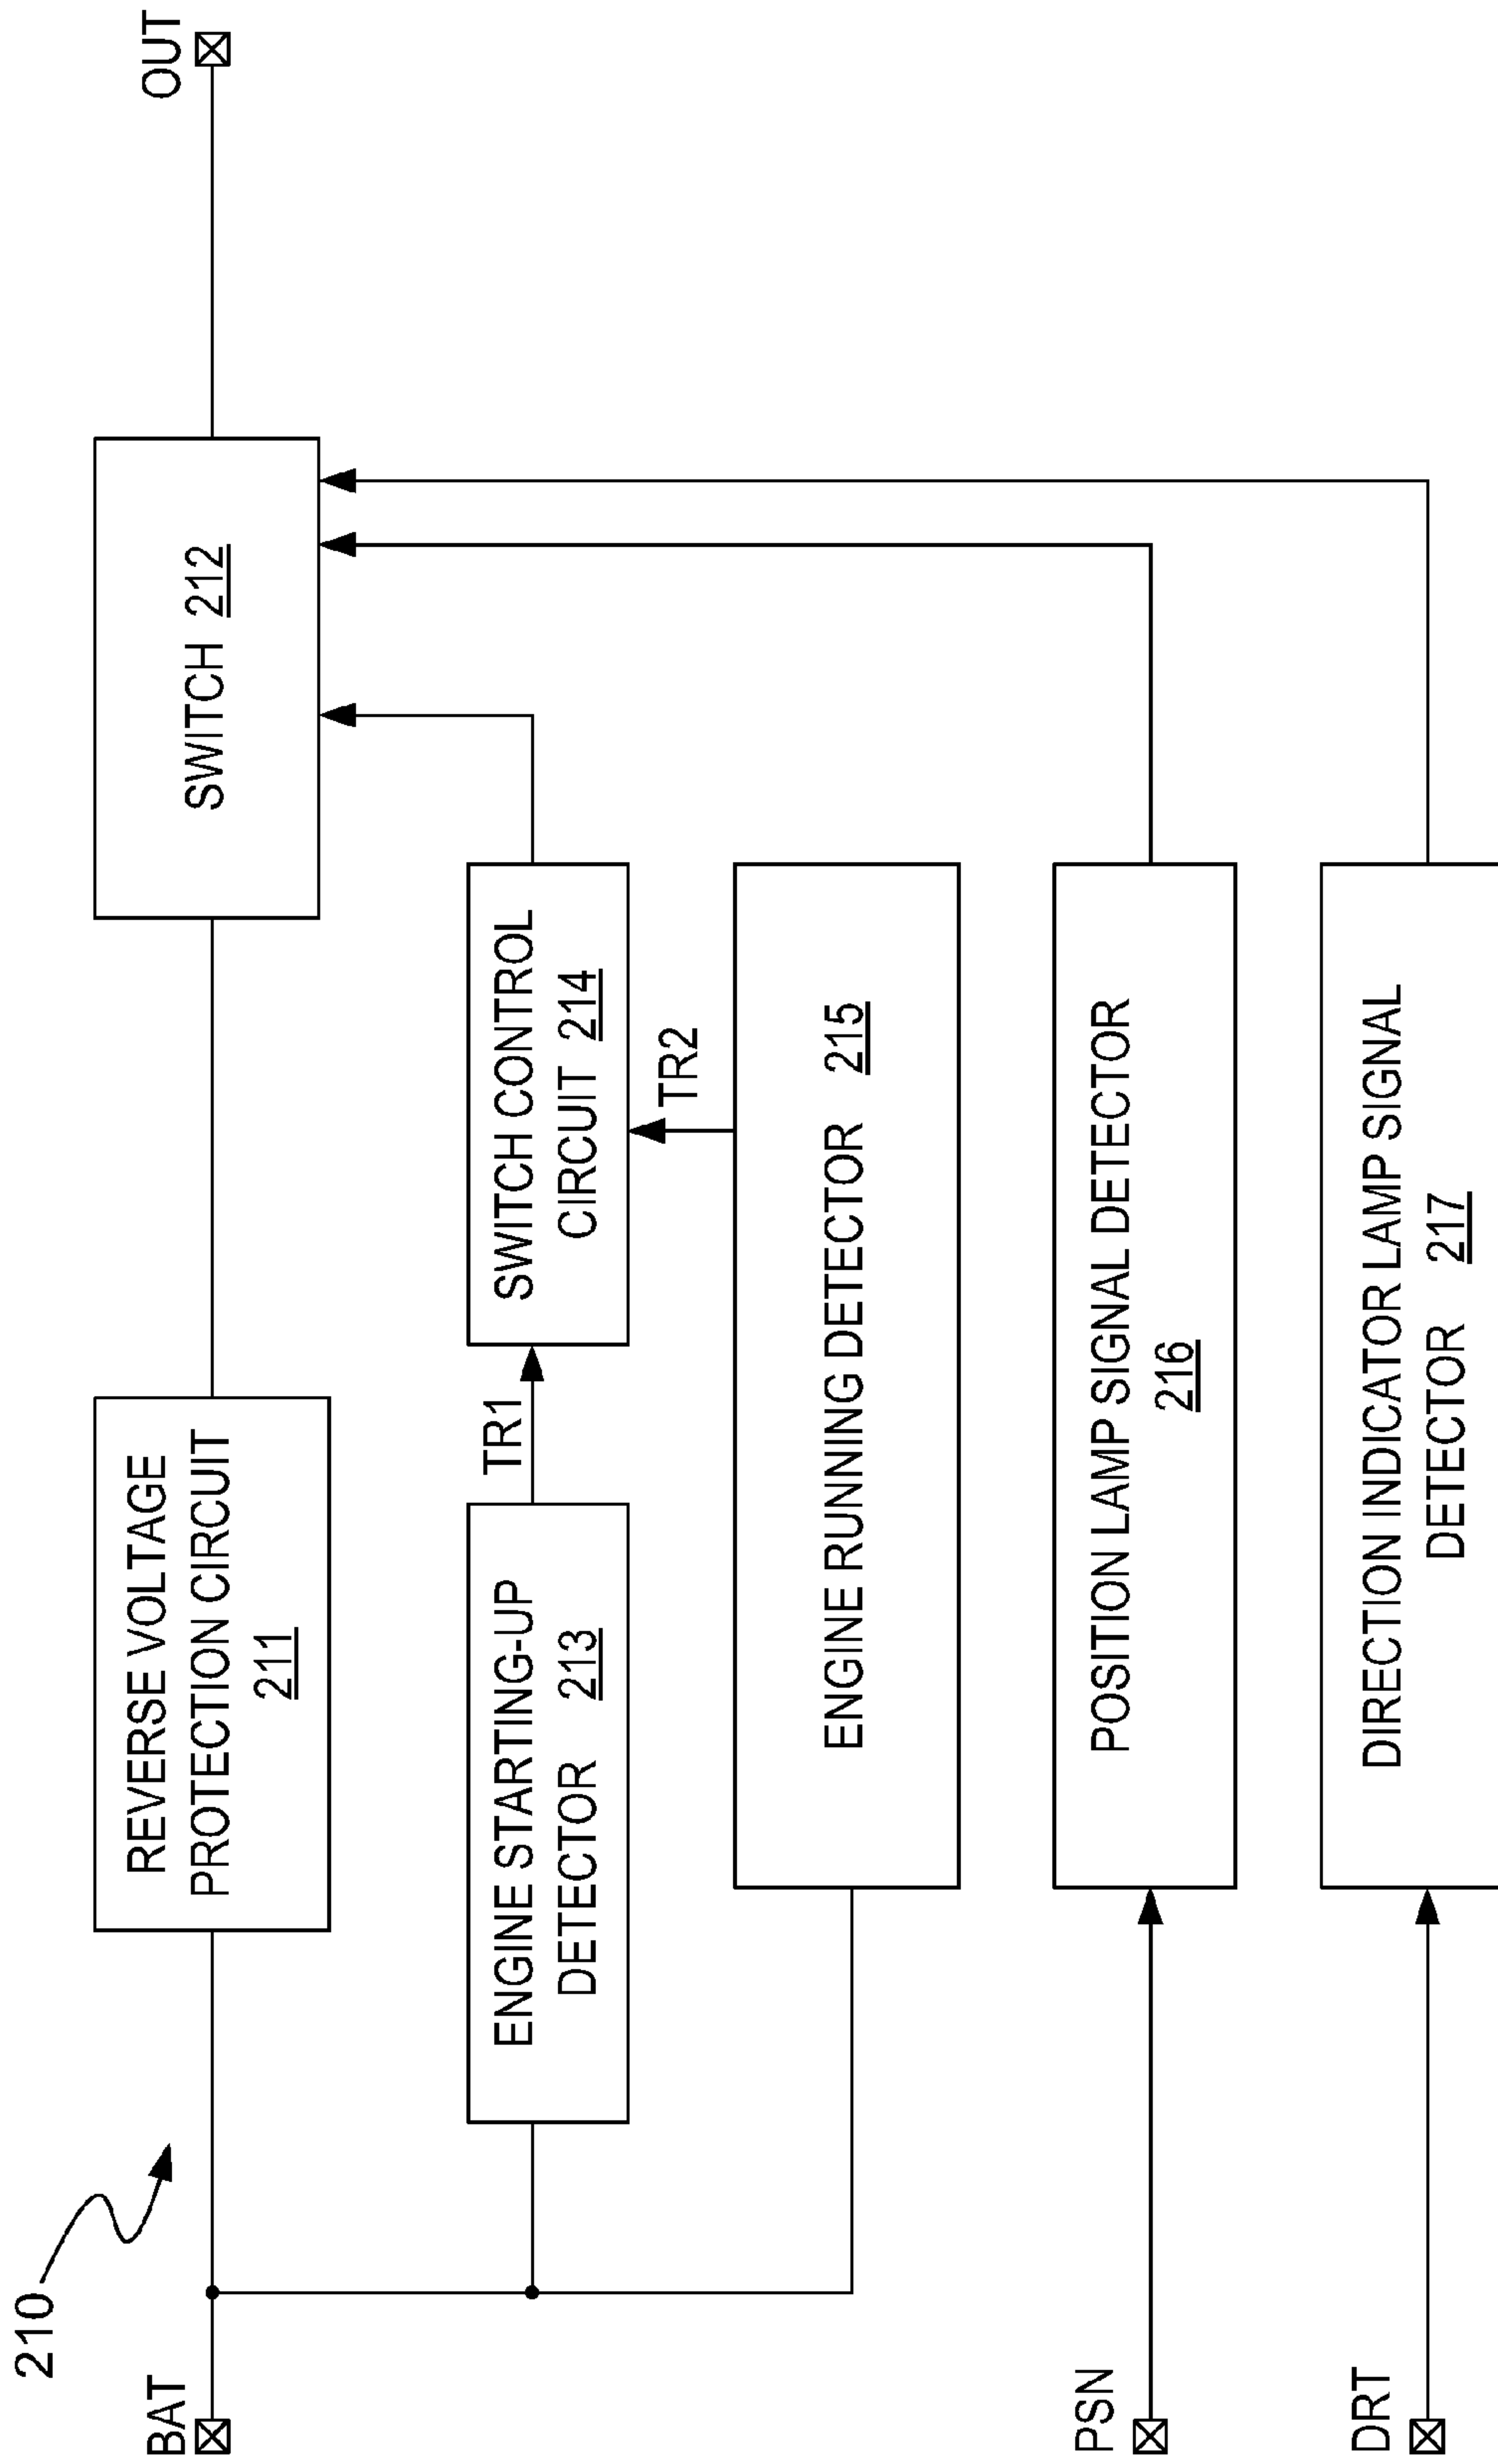 210
BAT
REVERSE VOLTAGE
PROTECTION CIRCUIT
211
SWITCH 212
OUT
ENGINE STARTING-UP
DETECTOR 213
TR1
SWITCH CONTROL
CIRCUIT 214
TR2
ENGINE RUNNING DETECTOR 215
PSN
POSITION LAMP SIGNAL DETECTOR
216
DRT
DIRECTION INDICATOR LAMP SIGNAL
DETECTOR 217